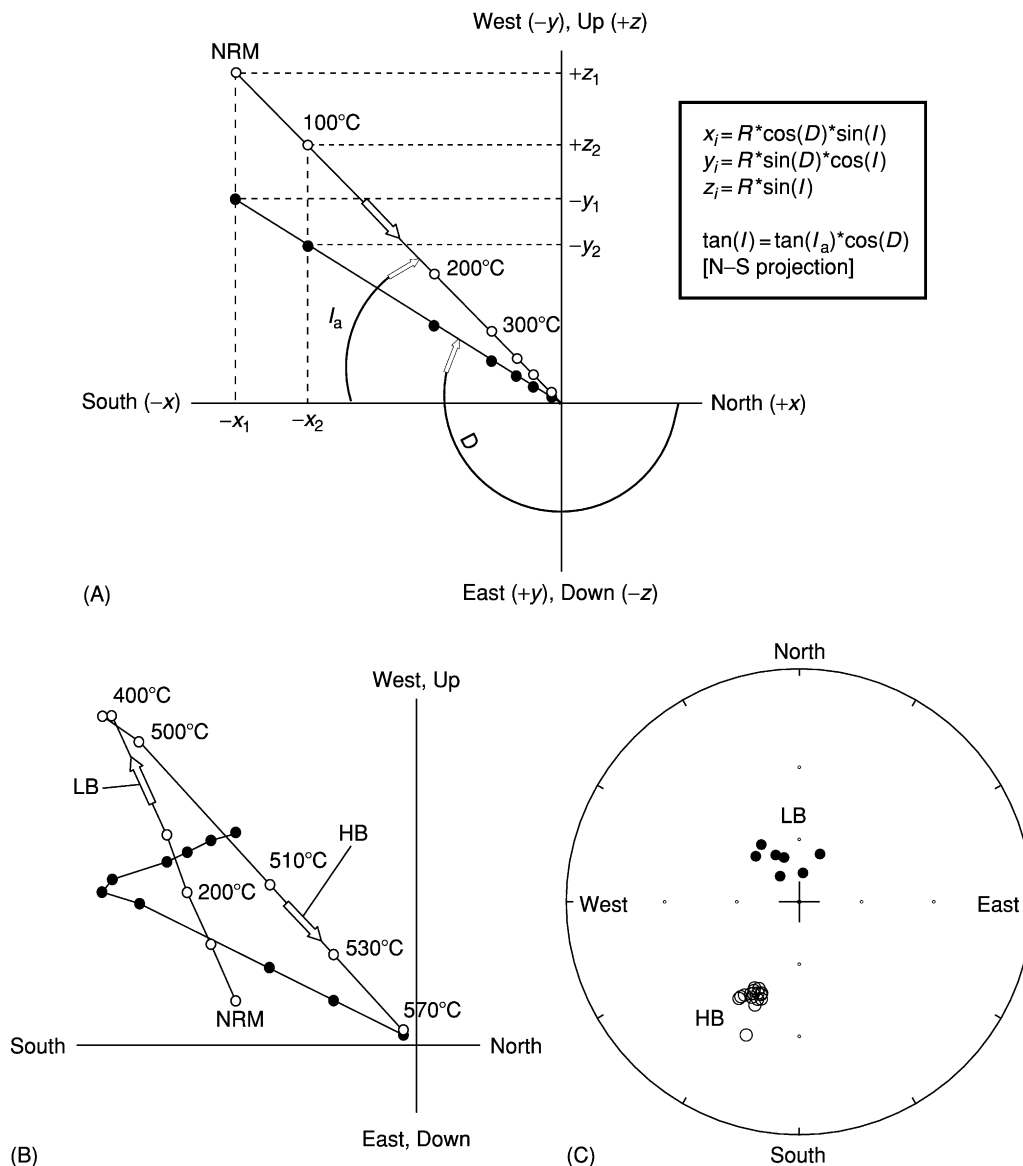 West (−y), Up (+z)
NRM
+z₁
100°C
+z₂
−y₁
−y₂
200°C
Iₐ
300°C
South (−x)
North (+x)
−x₁
−x₂
D
East (+y), Down (−z)
(A)
xᵢ = R*cos(D)*sin(I)
yᵢ = R*sin(D)*cos(I)
zᵢ = R*sin(I)
tan(I) = tan(Iₐ)*cos(D)
[N–S projection]
West, Up
400°C
500°C
LB
HB
510°C
200°C
530°C
NRM
570°C
South
North
East, Down
(B)
North
LB
West
East
HB
South
(C)